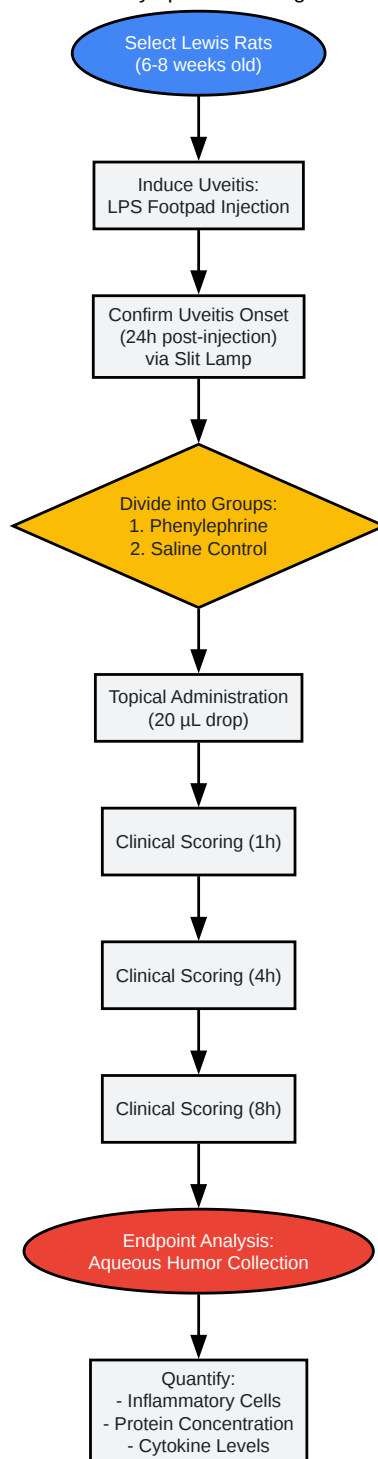 Select Lewis Rats
(6-8 weeks old)
Induce Uveitis:
LPS Footpad Injection
Confirm Uveitis Onset
(24h post-injection)
via Slit Lamp
Divide into Groups:
1. Phenylephrine
2. Saline Control
Topical Administration
(20 µL drop)
Clinical Scoring (1h)
Clinical Scoring (4h)
Clinical Scoring (8h)
Endpoint Analysis:
Aqueous Humor Collection
Quantify:
- Inflammatory Cells
- Protein Concentration
- Cytokine Levels